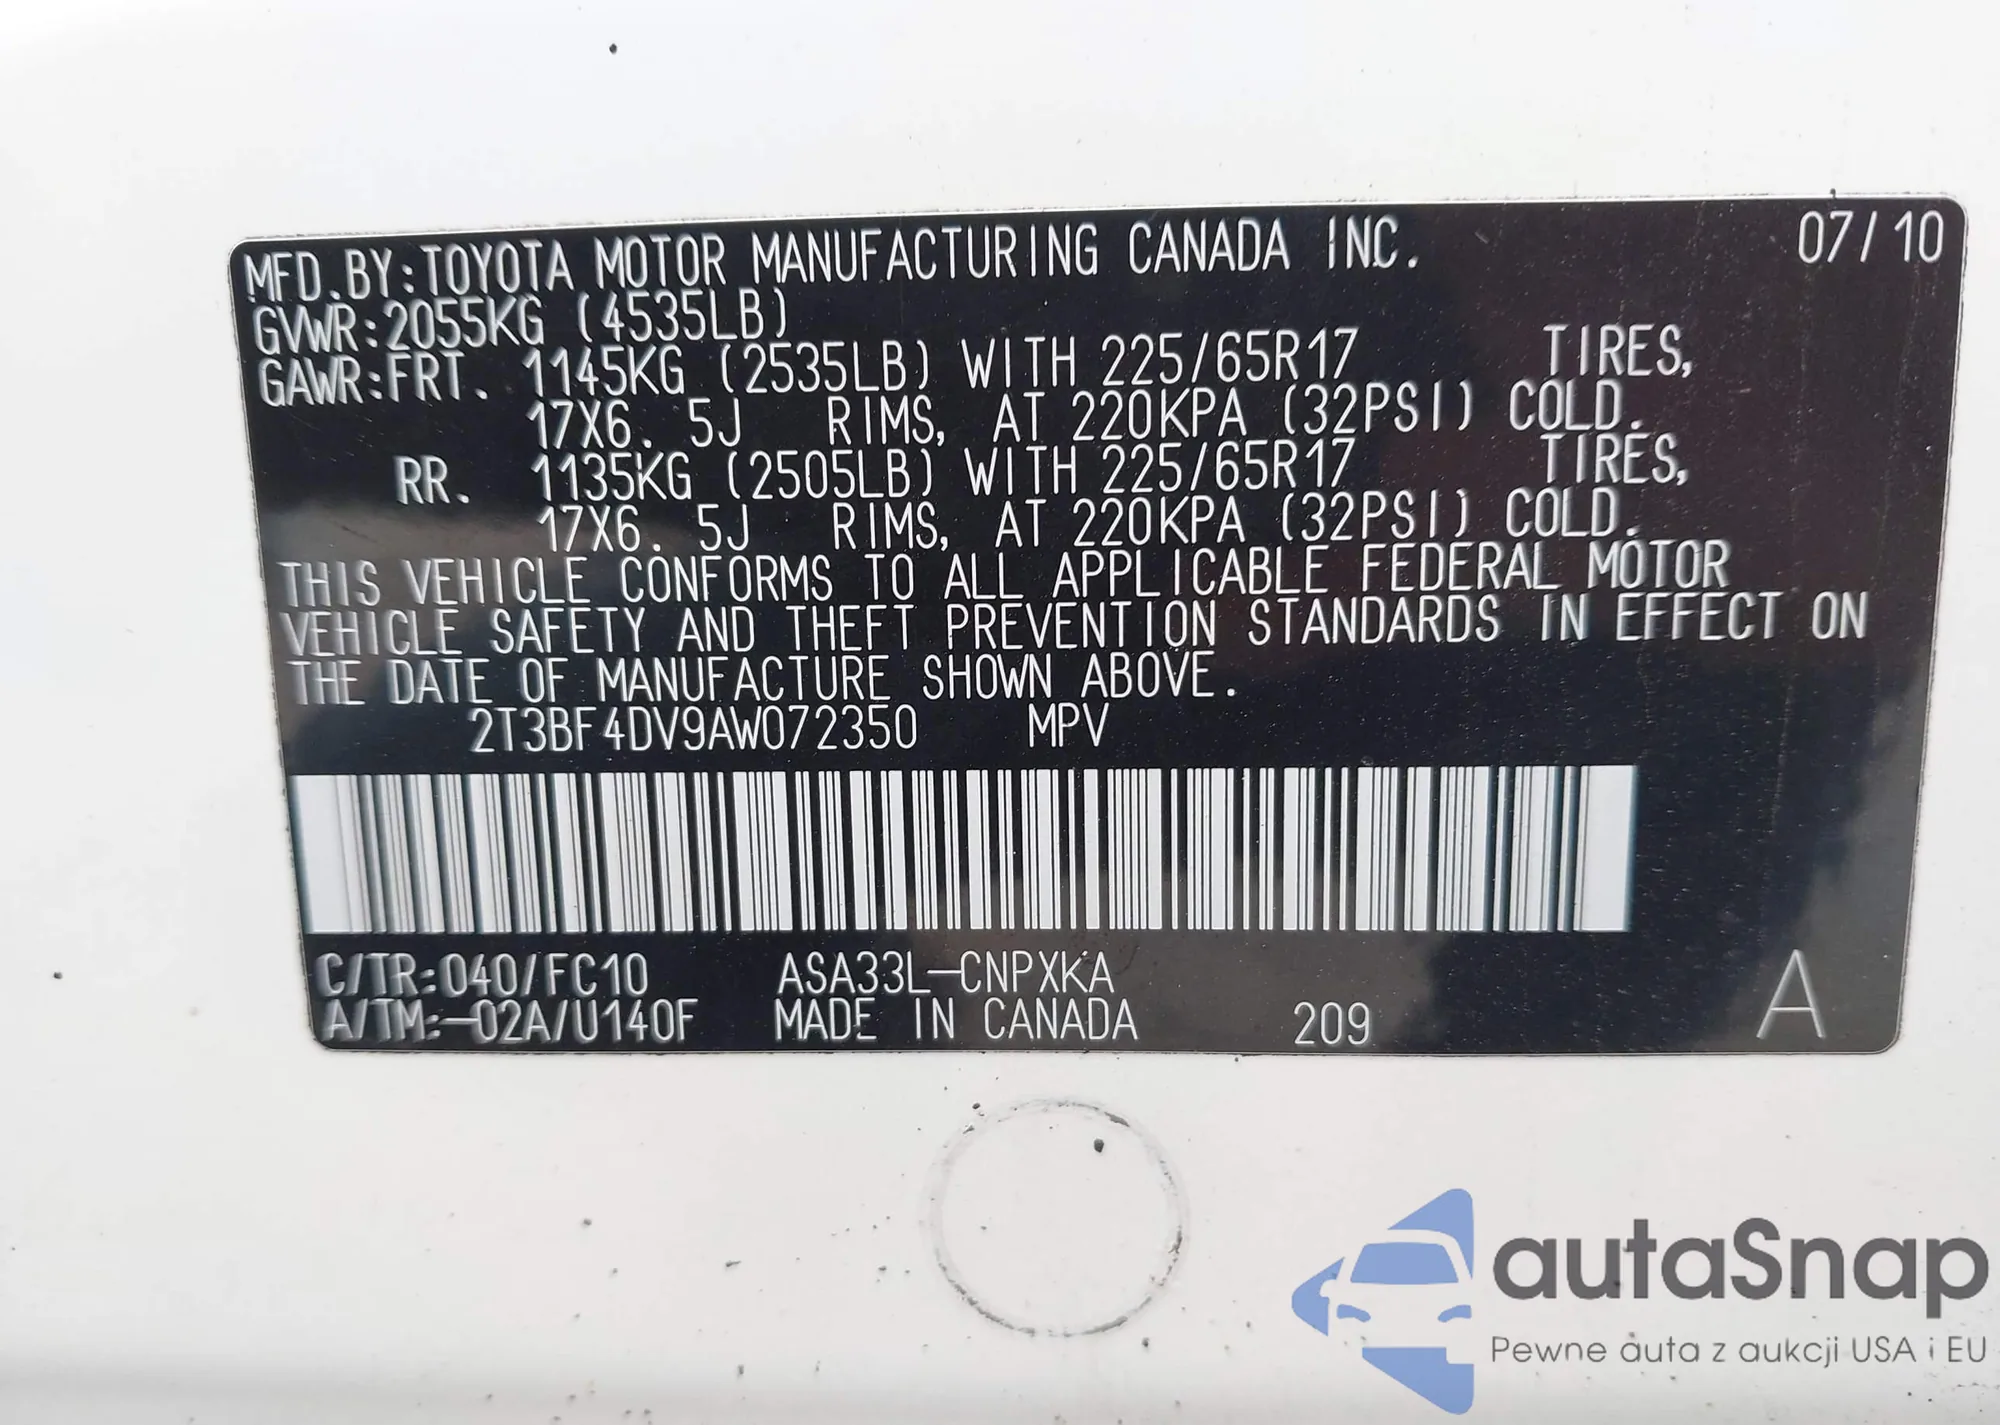 MFD.BY:TOYOTA MOTOR MANUFACTURING CANADA INC. 07/10
GVWR:2055KG (4535LB)
GAWR:FRT. 1145KG (2535LB) WITH 225/65R17 TIRES,
17X6. 5J RIMS, AT 220KPA (32PSI) COLD.
RR. 1135KG (2505LB) WITH 225/65R17 TIRES,
17X6. 5J RIMS, AT 220KPA (32PSI) COLD.
THIS VEHICLE CONFORMS TO ALL APPLICABLE FEDERAL MOTOR
VEHICLE SAFETY AND THEFT PREVENTION STANDARDS IN EFFECT ON
THE DATE OF MANUFACTURE SHOWN ABOVE.
2T3BF4DV9AW072350 MPV
C/TR:040/FC10 ASA33L-CNPXKA
A/TM:-02A/U140F MADE IN CANADA 209 A
autaSnap
Pewne auta z aukcji USA i EU